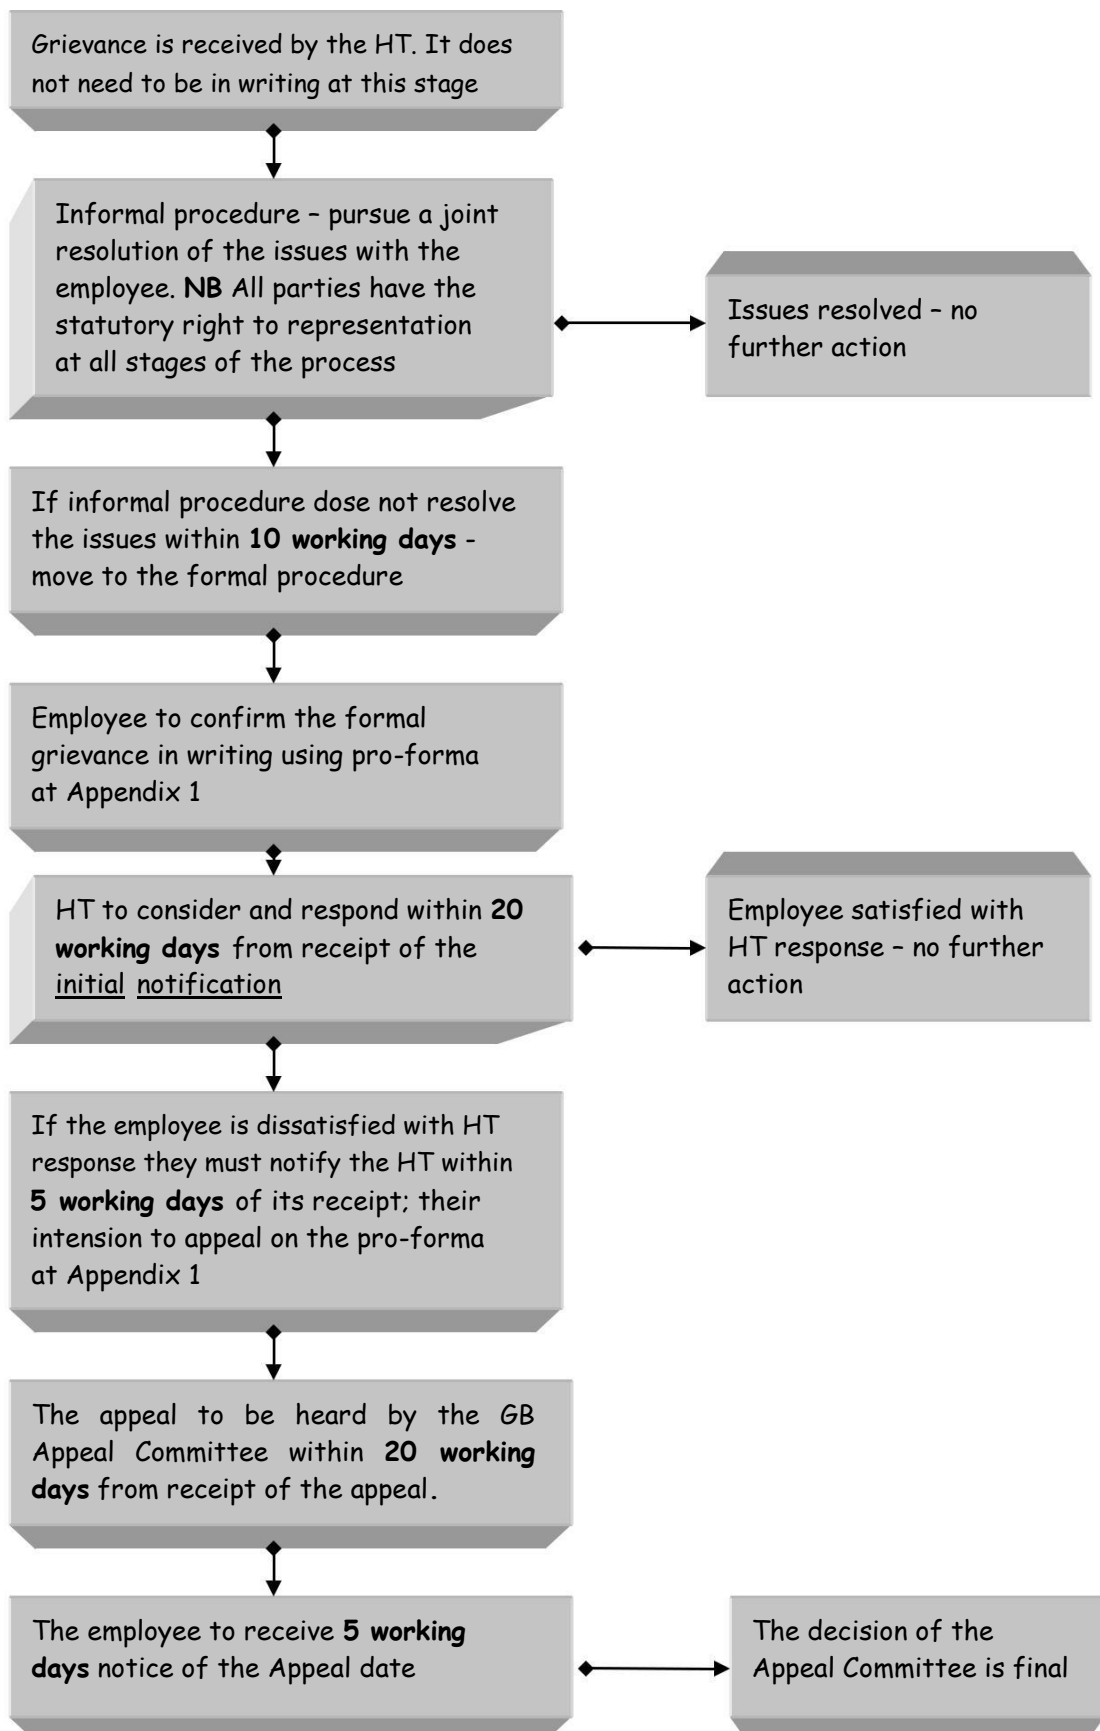 Grievance is received by the HT. It does
not need to be in writing at this stage
Informal procedure – pursue a joint
resolution of the issues with the
employee. NB All parties have the
statutory right to representation
at all stages of the process
Issues resolved – no
further action
If informal procedure dose not resolve
the issues within 10 working days -
move to the formal procedure
Employee to confirm the formal
grievance in writing using pro-forma
at Appendix 1
HT to consider and respond within 20
working days from receipt of the
initial notification
Employee satisfied with
HT response – no further
action
If the employee is dissatisfied with HT
response they must notify the HT within
5 working days of its receipt; their
intension to appeal on the pro-forma
at Appendix 1
The appeal to be heard by the GB
Appeal Committee within 20 working
days from receipt of the appeal.
The employee to receive 5 working
days notice of the Appeal date
The decision of the
Appeal Committee is final